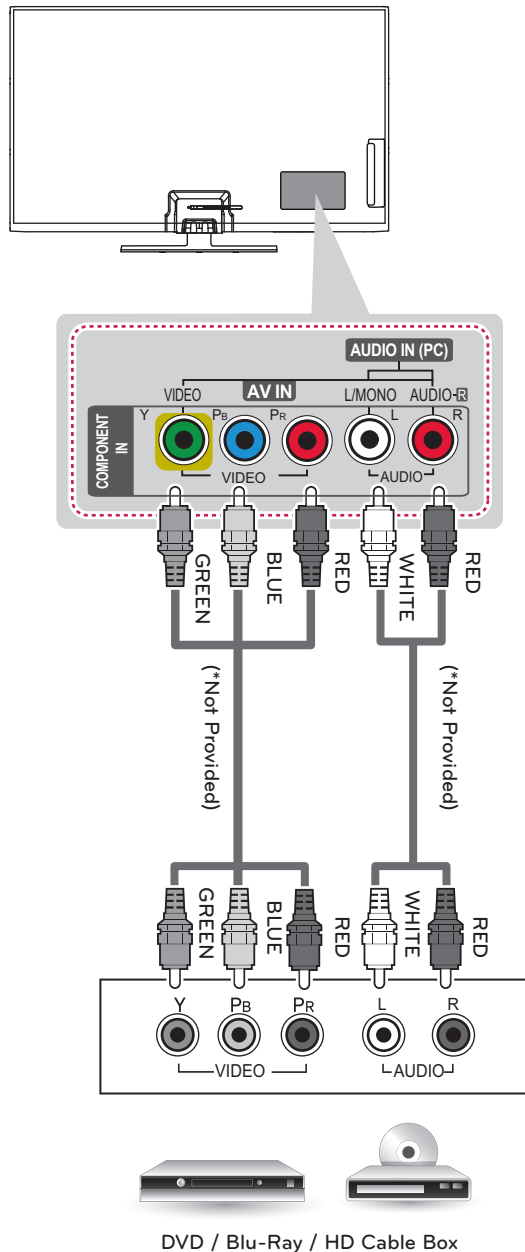 AUDIO IN (PC)
VIDEO AV IN L/MONO AUDIO-R
COMPONENT IN
Y PB PR L R
VIDEO AUDIO
GREEN BLUE RED WHITE RED
(*Not Provided) (*Not Provided)
GREEN BLUE RED WHITE RED
Y PB PR L R
VIDEO AUDIO
DVD / Blu-Ray / HD Cable Box